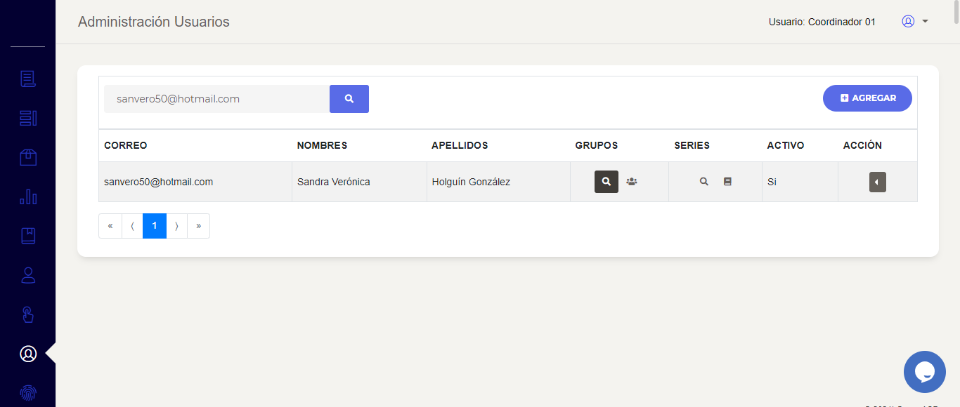 Administración Usuarios
Usuario: Coordinador 01
sanvero50@hotmail.com
AGREGAR
CORREO NOMBRES APELLIDOS GRUPOS SERIES ACTIVO ACCIÓN
sanvero50@hotmail.com Sandra Verónica Holguín González Si
« ⟨ 1 ⟩ »